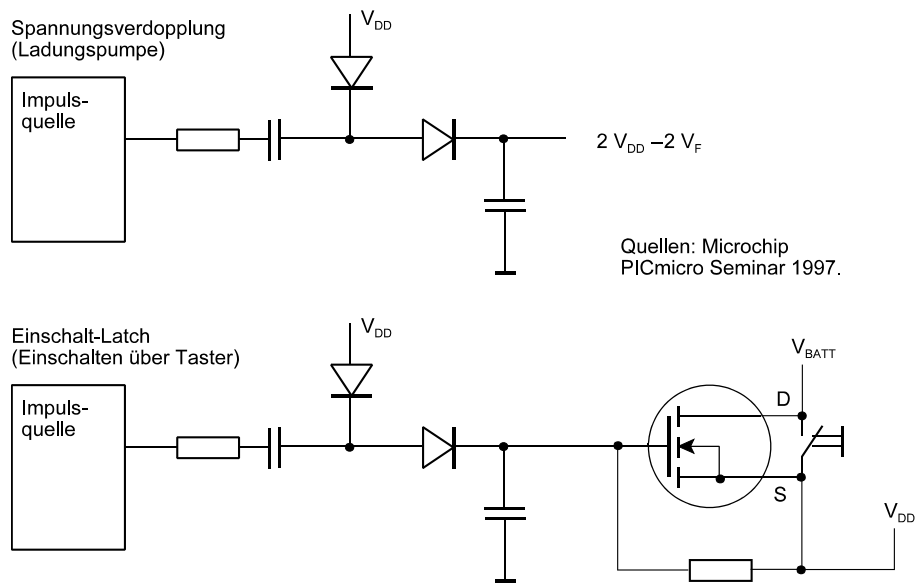 Spannungsverdopplung
(Ladungspumpe)
V_DD
Impuls-
quelle
2 V_DD –2 V_F
Quellen: Microchip
PICmicro Seminar 1997.
Einschalt-Latch
(Einschalten über Taster)
V_DD
V_BATT
Impuls-
quelle
D
S
V_DD